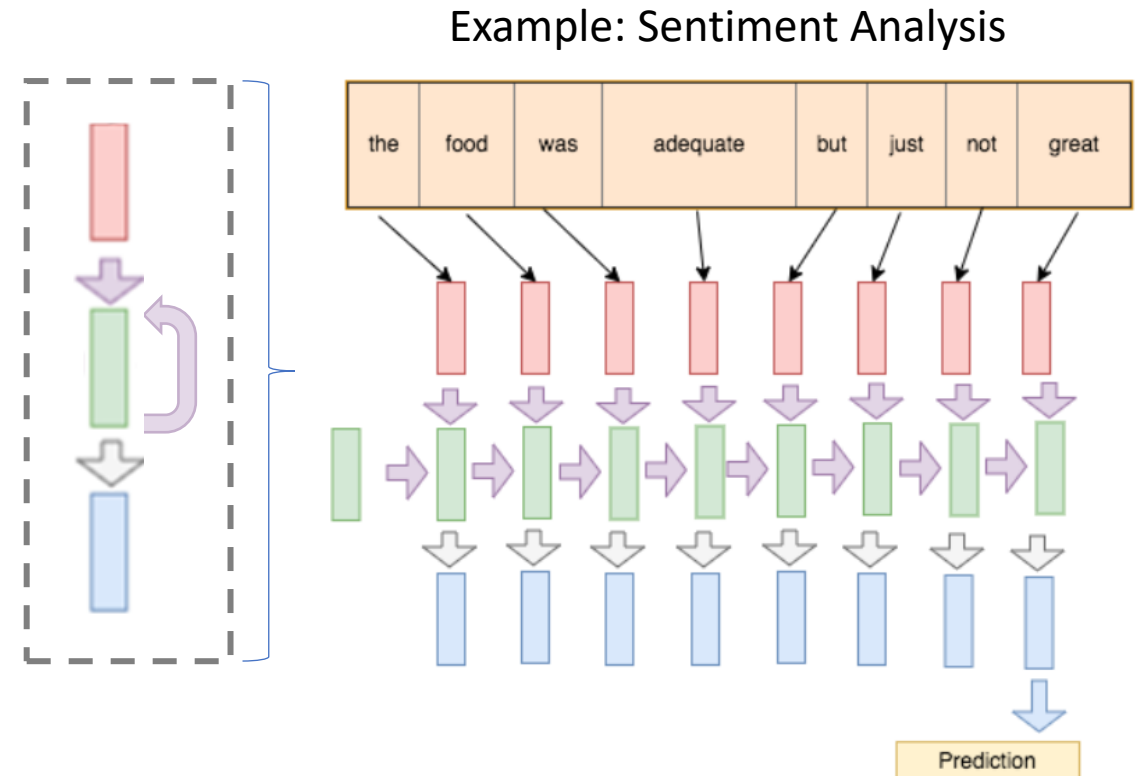 Example: Sentiment Analysis
the food was adequate but just not great
Prediction